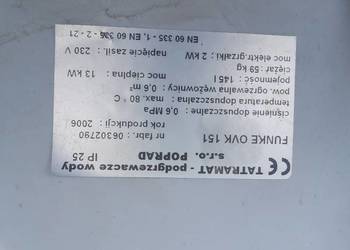 CE TATRAMAT - podgrzewacze wody
s.r.o. POPRAD
FUNKE OVK 151 IP 25
nr fabr.: 06302790 rok produkcji: 2006
ciśnienie dopuszczalne 0,6 MPa
temperatura dopuszczalna max. 80 °C
pow. ogrzewalna wężownicy 0,6 m²
pojemność: 145 l moc cieplna 13 kW
ciężar: 59 kg
moc elektr.grzałki 2 kW napięcie zasil. 230 V
EN 60 335 - 1, EN 60 335 - 2 - 21